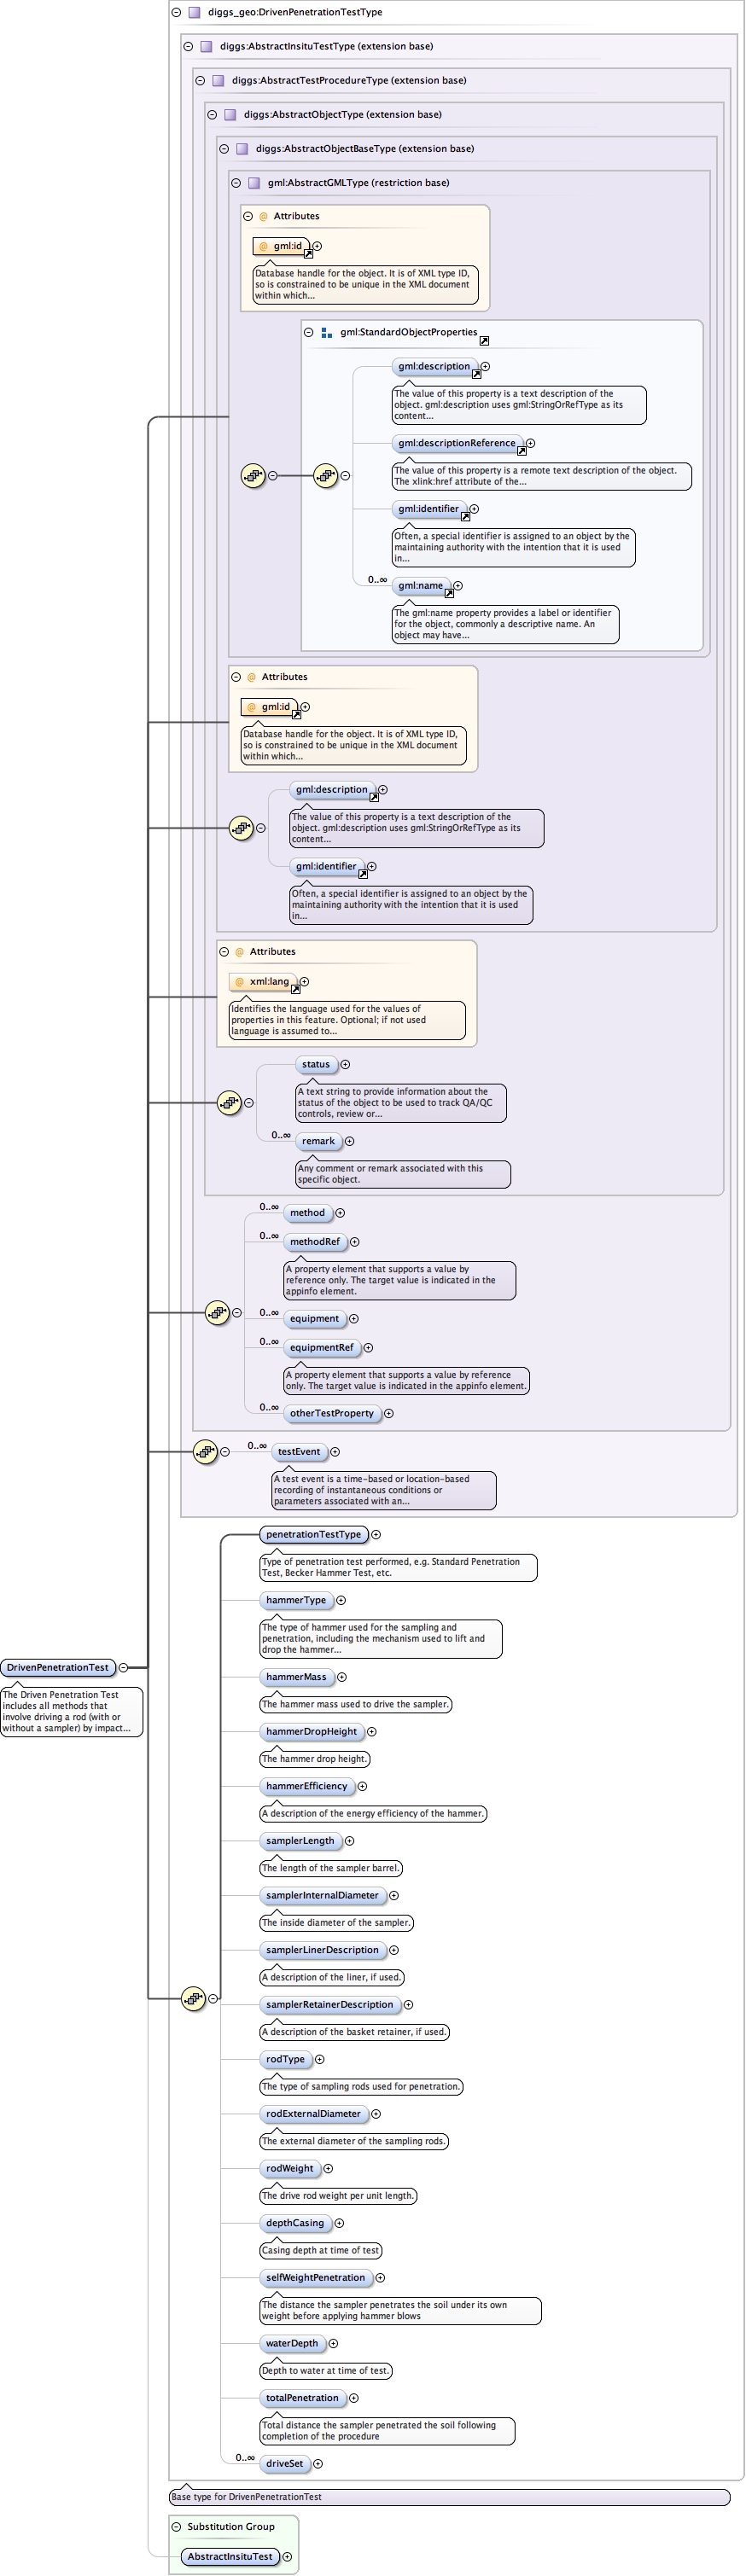 diggs_geo:DrivenPenetrationTestType
diggs:AbstractInsituTestType (extension base)
diggs:AbstractTestProcedureType (extension base)
diggs:AbstractObjectType (extension base)
diggs:AbstractObjectBaseType (extension base)
gml:AbstractGMLType (restriction base)
@ Attributes
@ gml:id
Database handle for the object. It is of XML type ID,
so is constrained to be unique in the XML document
within which...
gml:StandardObjectProperties
gml:description
The value of this property is a text description of the
object. gml:description uses gml:StringOrRefType as its
content...
gml:descriptionReference
The value of this property is a remote text description of the object.
The xlink:href attribute of the...
gml:identifier
Often, a special identifier is assigned to an object by the
maintaining authority with the intention that it is used
in...
0..∞
gml:name
The gml:name property provides a label or identifier
for the object, commonly a descriptive name. An
object may have...
@ Attributes
@ gml:id
Database handle for the object. It is of XML type ID,
so is constrained to be unique in the XML document
within which...
gml:description
The value of this property is a text description of the
object. gml:description uses gml:StringOrRefType as its
content...
gml:identifier
Often, a special identifier is assigned to an object by the
maintaining authority with the intention that it is used
in...
@ Attributes
@ xml:lang
Identifies the language used for the values of
properties in this feature. Optional; if not used
language is assumed to...
status
A text string to provide information about the
status of the object to be used to track QA/QC
controls, review or...
0..∞
remark
Any comment or remark associated with this
specific object.
0..∞
method
0..∞
methodRef
A property element that supports a value by
reference only. The target value is indicated in the
appinfo element.
0..∞
equipment
0..∞
equipmentRef
A property element that supports a value by reference
only. The target value is indicated in the appinfo element.
0..∞
otherTestProperty
0..∞
testEvent
A test event is a time-based or location-based
recording of instantaneous conditions or
parameters associated with an...
penetrationTestType
Type of penetration test performed, e.g. Standard Penetration
Test, Becker Hammer Test, etc.
hammerType
The type of hammer used for the sampling and
penetration, including the mechanism used to lift and
drop the hammer...
DrivenPenetrationTest
The Driven Penetration Test
includes all methods that
involve driving a rod (with or
without a sampler) by impact...
hammerMass
The hammer mass used to drive the sampler.
hammerDropHeight
The hammer drop height.
hammerEfficiency
A description of the energy efficiency of the hammer.
samplerLength
The length of the sampler barrel.
samplerInternalDiameter
The inside diameter of the sampler.
samplerLinerDescription
A description of the liner, if used.
samplerRetainerDescription
A description of the basket retainer, if used.
rodType
The type of sampling rods used for penetration.
rodExternalDiameter
The external diameter of the sampling rods.
rodWeight
The drive rod weight per unit length.
depthCasing
Casing depth at time of test
selfWeightPenetration
The distance the sampler penetrates the soil under its own
weight before applying hammer blows
waterDepth
Depth to water at time of test.
totalPenetration
Total distance the sampler penetrated the soil following
completion of the procedure
0..∞
driveSet
Base type for DrivenPenetrationTest
Substitution Group
AbstractInsituTest